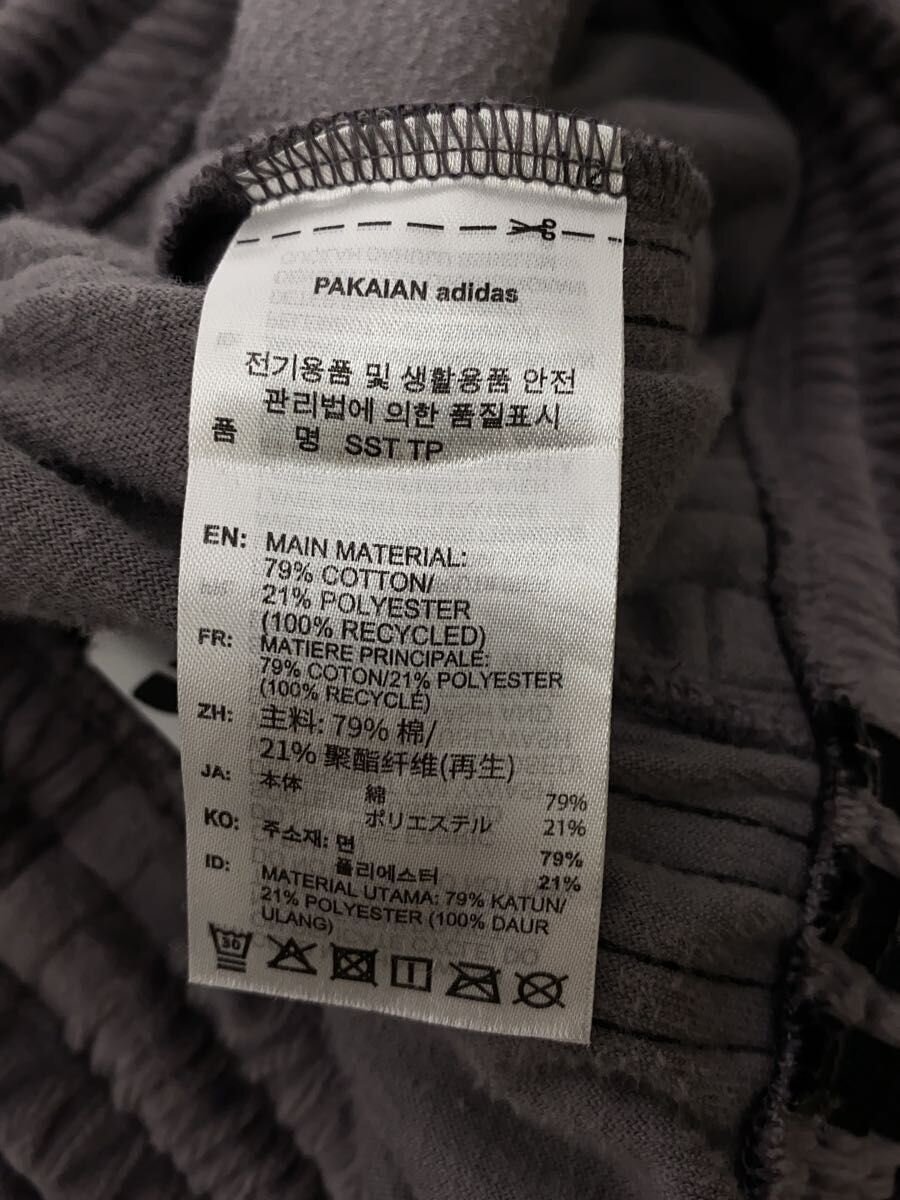 PAKAIAN adidas
전기용품 및 생활용품 안전
관리법에 의한 품질표시
품 명 SST TP
EN: MAIN MATERIAL:
79% COTTON/
21% POLYESTER
(100% RECYCLED)
FR: MATIERE PRINCIPALE:
79% COTON/21% POLYESTER
(100% RECYCLE)
ZH: 主料: 79% 棉/
21% 聚酯纤维(再生)
JA: 本体 綿 79%
ポリエステル 21%
KO: 주소재: 면 79%
폴리에스터 21%
ID: MATERIAL UTAMA: 79% KATUN/
21% POLYESTER (100% DAUR
ULANG)
30